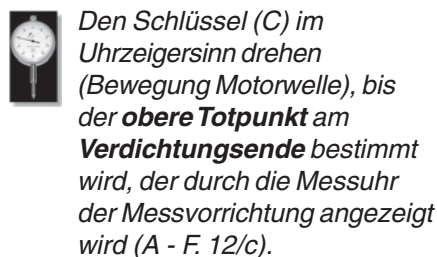 Den Schlüssel (C) im
Uhrzeigersinn drehen
(Bewegung Motorwelle), bis
der obere Totpunkt am
Verdichtungsende bestimmt
wird, der durch die Messuhr
der Messvorrichtung angezeigt
wird (A - F. 12/c).